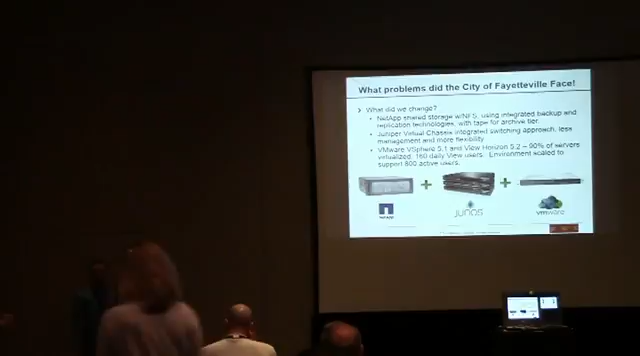 What problems did the City of Fayetteville Face!
What did we change?
NetApp shared storage w/NFS, using integrated backup and
replication technologies, with tape for archive tier.
Juniper Virtual Chassis integrated switching approach, less
management and more flexibility
VMware VSphere 5.1 and View Horizon 5.2 – 90% of servers
virtualized, 160 daily View users. Environment scaled to
support 800 active users.
+ +
NetApp JUNOS vmware